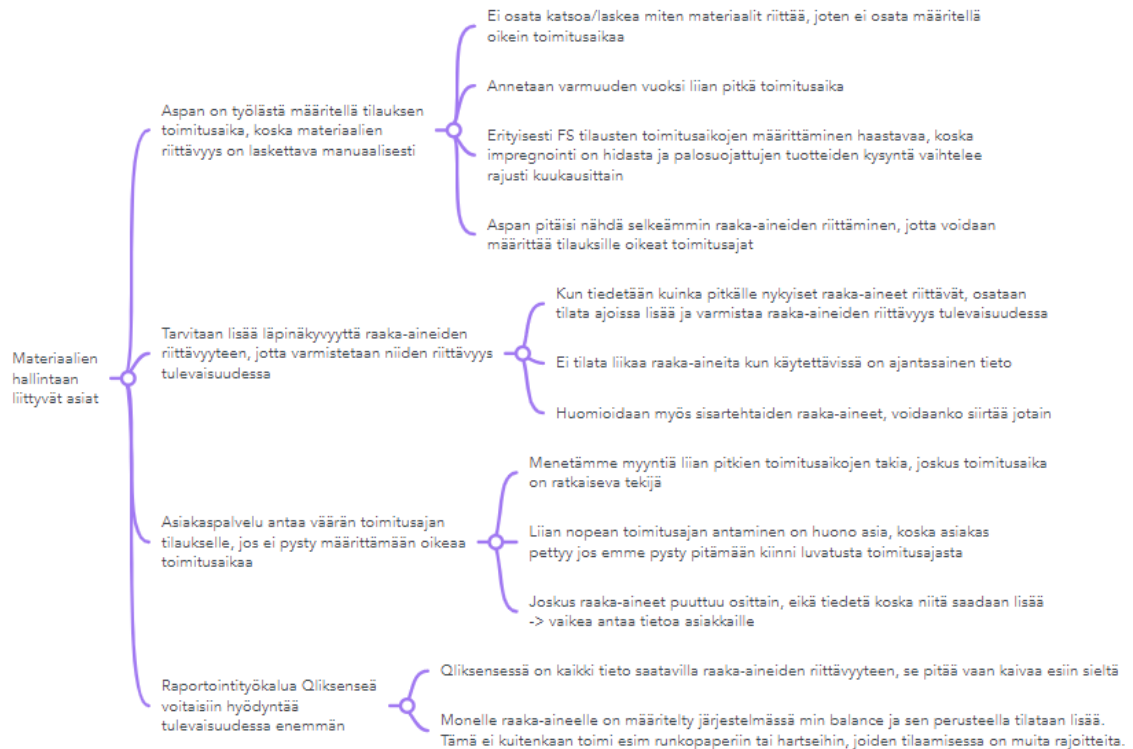 Materiaalien
hallintaan
liittyvät asiat
Aspan on työlästä määritellä tilauksen
toimitusaika, koska materiaalien
riittävyys on laskettava manuaalisesti
Ei osata katsoa/laskea miten materiaalit riittää, joten ei osata määritellä
oikein toimitusaikaa
Annetaan varmuuden vuoksi liian pitkä toimitusaika
Erityisesti FS tilausten toimitusaikojen määrittäminen haastavaa, koska
impregnointi on hidasta ja palosuojattujen tuotteiden kysyntä vaihtelee
rajusti kuukausittain
Aspan pitäisi nähdä selkeämmin raaka-aineiden riittäminen, jotta voidaan
määrittää tilauksille oikeat toimitusajat
Tarvitaan lisää läpinäkyvyyttä raaka-aineiden
riittävyyteen, jotta varmistetaan niiden riittävyys
tulevaisuudessa
Kun tiedetään kuinka pitkälle nykyiset raaka-aineet riittävät, osataan
tilata ajoissa lisää ja varmistaa raaka-aineiden riittävyys tulevaisuudessa
Ei tilata liikaa raaka-aineita kun käytettävissä on ajantasainen tieto
Huomioidaan myös sisartehtaiden raaka-aineet, voidaanko siirtää jotain
Asiakaspalvelu antaa väärän toimitusajan
tilaukselle, jos ei pysty määrittämään oikeaa
toimitusaikaa
Menetämme myyntiä liian pitkien toimitusaikojen takia, joskus toimitusaika
on ratkaiseva tekijä
Liian nopean toimitusajan antaminen on huono asia, koska asiakas
pettyy jos emme pysty pitämään kiinni luvatusta toimitusajasta
Joskus raaka-aineet puuttuu osittain, eikä tiedetä koska niitä saadaan lisää
-> vaikea antaa tietoa asiakkaille
Raportointityökalua Qliksenseä
voitaisiin hyödyntää
tulevaisuudessa enemmän
Qliksensessä on kaikki tieto saatavilla raaka-aineiden riittävyyteen, se pitää vaan kaivaa esiin sieltä
Monelle raaka-aineelle on määritelty järjestelmässä min balance ja sen perusteella tilataan lisää.
Tämä ei kuitenkaan toimi esim runkopaperiin tai hartseihin, joiden tilaamisessa on muita rajoitteita.